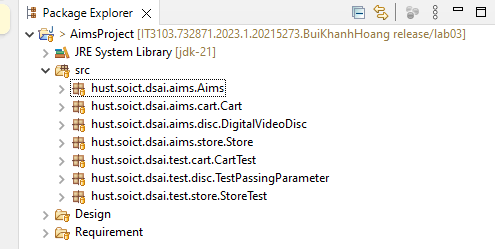 Package Explorer
AimsProject [IT3103.732871.2023.1.20215273.BuiKhanhHoang release/lab03]
JRE System Library [jdk-21]
src
hust.soict.dsai.aims.Aims
hust.soict.dsai.aims.cart.Cart
hust.soict.dsai.aims.disc.DigitalVideoDisc
hust.soict.dsai.aims.store.Store
hust.soict.dsai.test.cart.CartTest
hust.soict.dsai.test.disc.TestPassingParameter
hust.soict.dsai.test.store.StoreTest
Design
Requirement